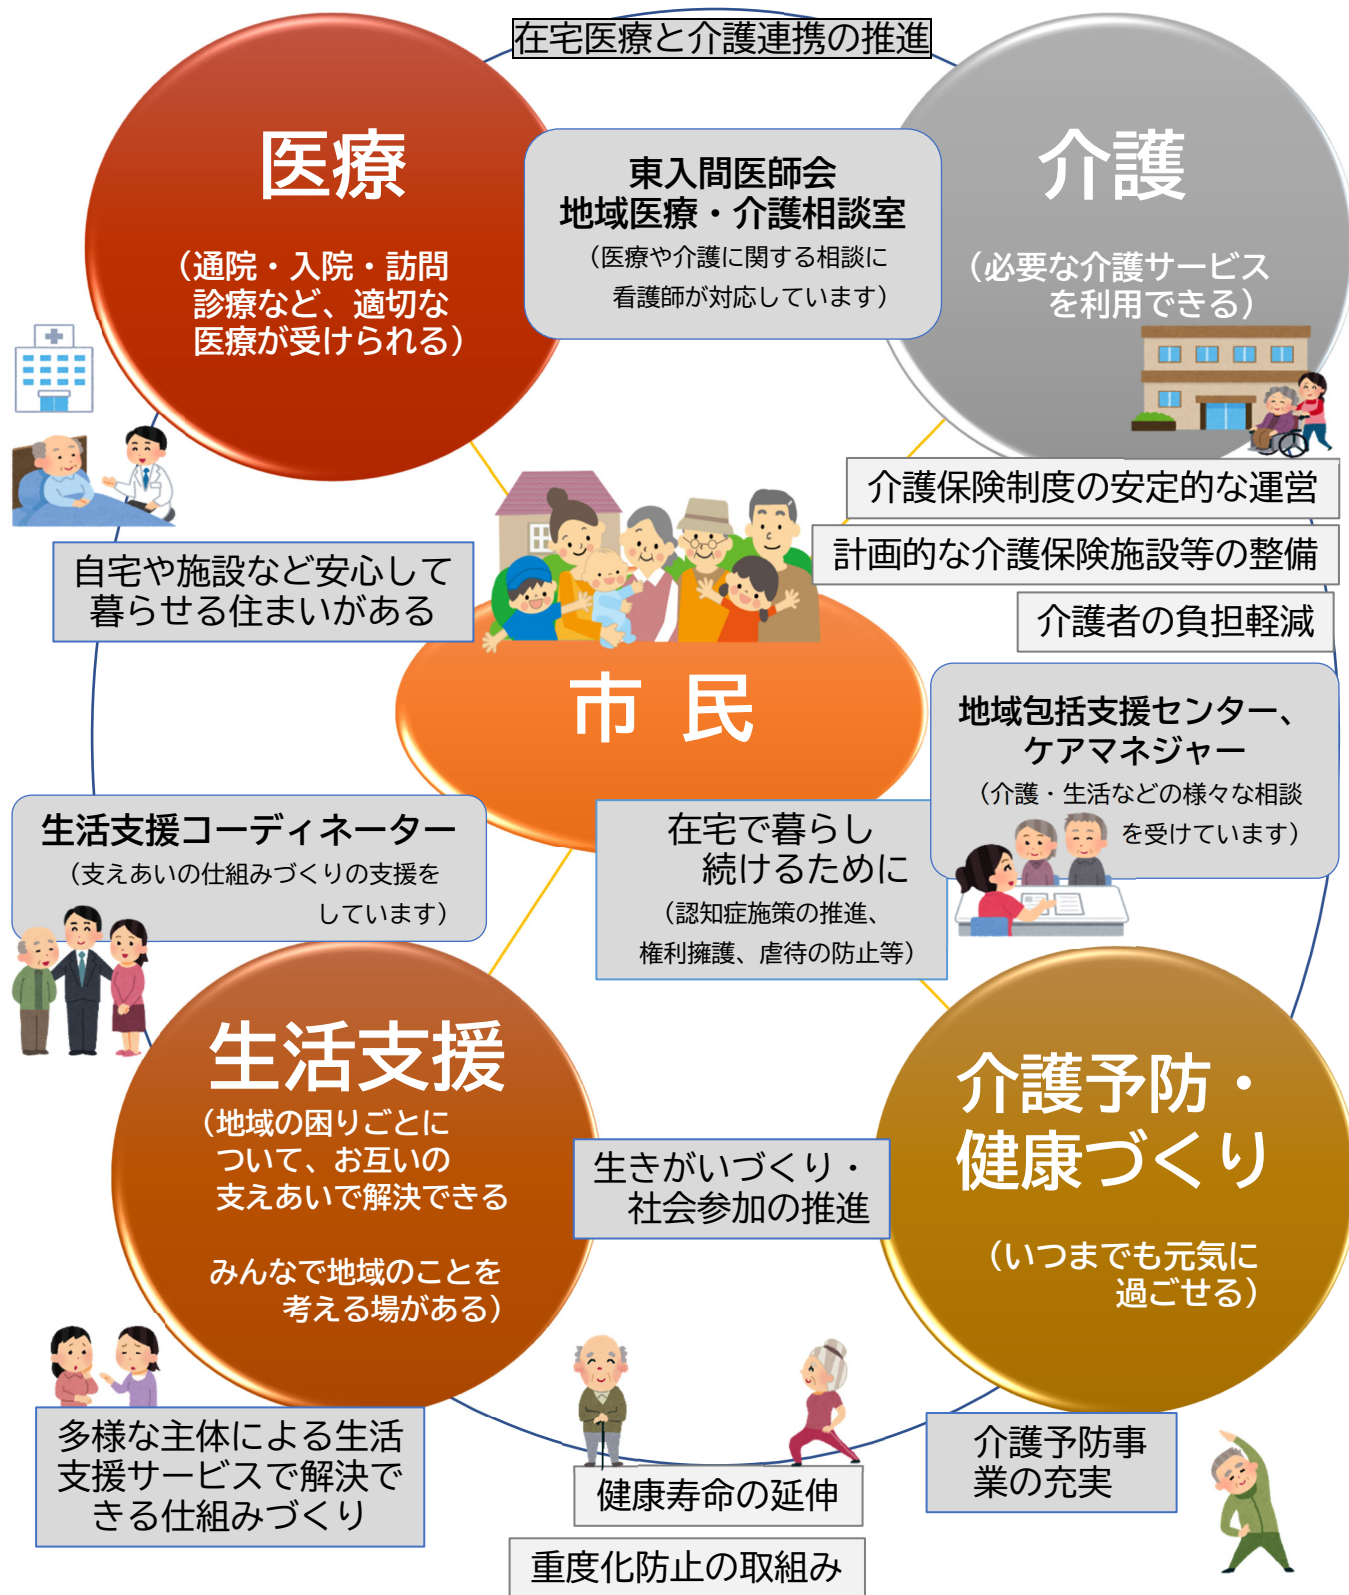 在宅医療と介護連携の推進
医療
（通院・入院・訪問
診療など、適切な
医療が受けられる）
東入間医師会
地域医療・介護相談室
（医療や介護に関する相談に
看護師が対応しています）
介護
（必要な介護サービス
を利用できる）
介護保険制度の安定的な運営
計画的な介護保険施設等の整備
介護者の負担軽減
自宅や施設など安心して
暮らせる住まいがある
市 民
地域包括支援センター、
ケアマネジャー
（介護・生活などの様々な相談
を受けています）
生活支援コーディネーター
（支えあいの仕組みづくりの支援を
しています）
在宅で暮らし
続けるために
（認知症施策の推進、
権利擁護、虐待の防止等）
生活支援
（地域の困りごとに
ついて、お互いの
支えあいで解決できる
みんなで地域のことを
考える場がある）
生きがいづくり・
社会参加の推進
介護予防・
健康づくり
（いつまでも元気に
過ごせる）
多様な主体による生活
支援サービスで解決で
きる仕組みづくり
健康寿命の延伸
重度化防止の取組み
介護予防事
業の充実